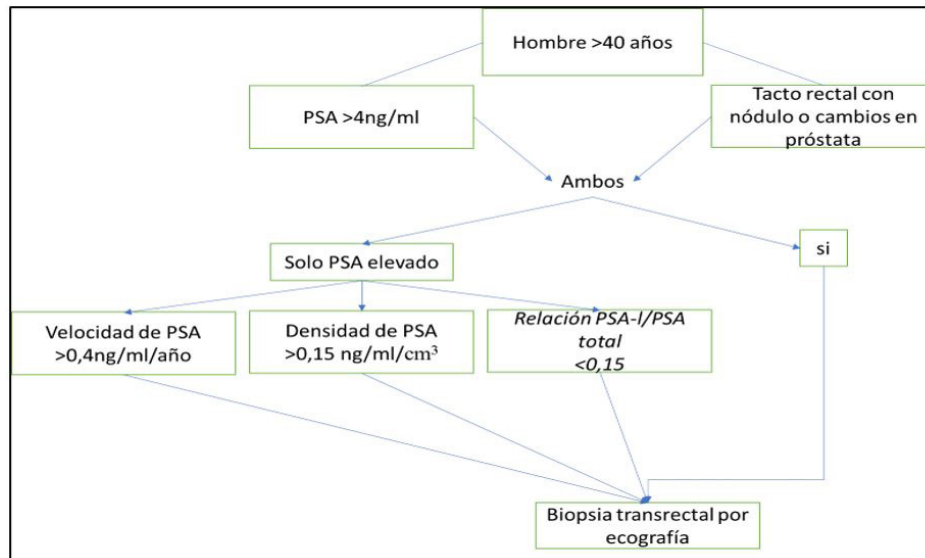 Hombre >40 años
PSA >4ng/ml
Tacto rectal con
nódulo o cambios en
próstata
Ambos
si
Solo PSA elevado
Velocidad de PSA
>0,4ng/ml/año
Densidad de PSA
>0,15 ng/ml/cm³
Relación PSA-l/PSA
total
<0,15
Biopsia transrectal por
ecografía